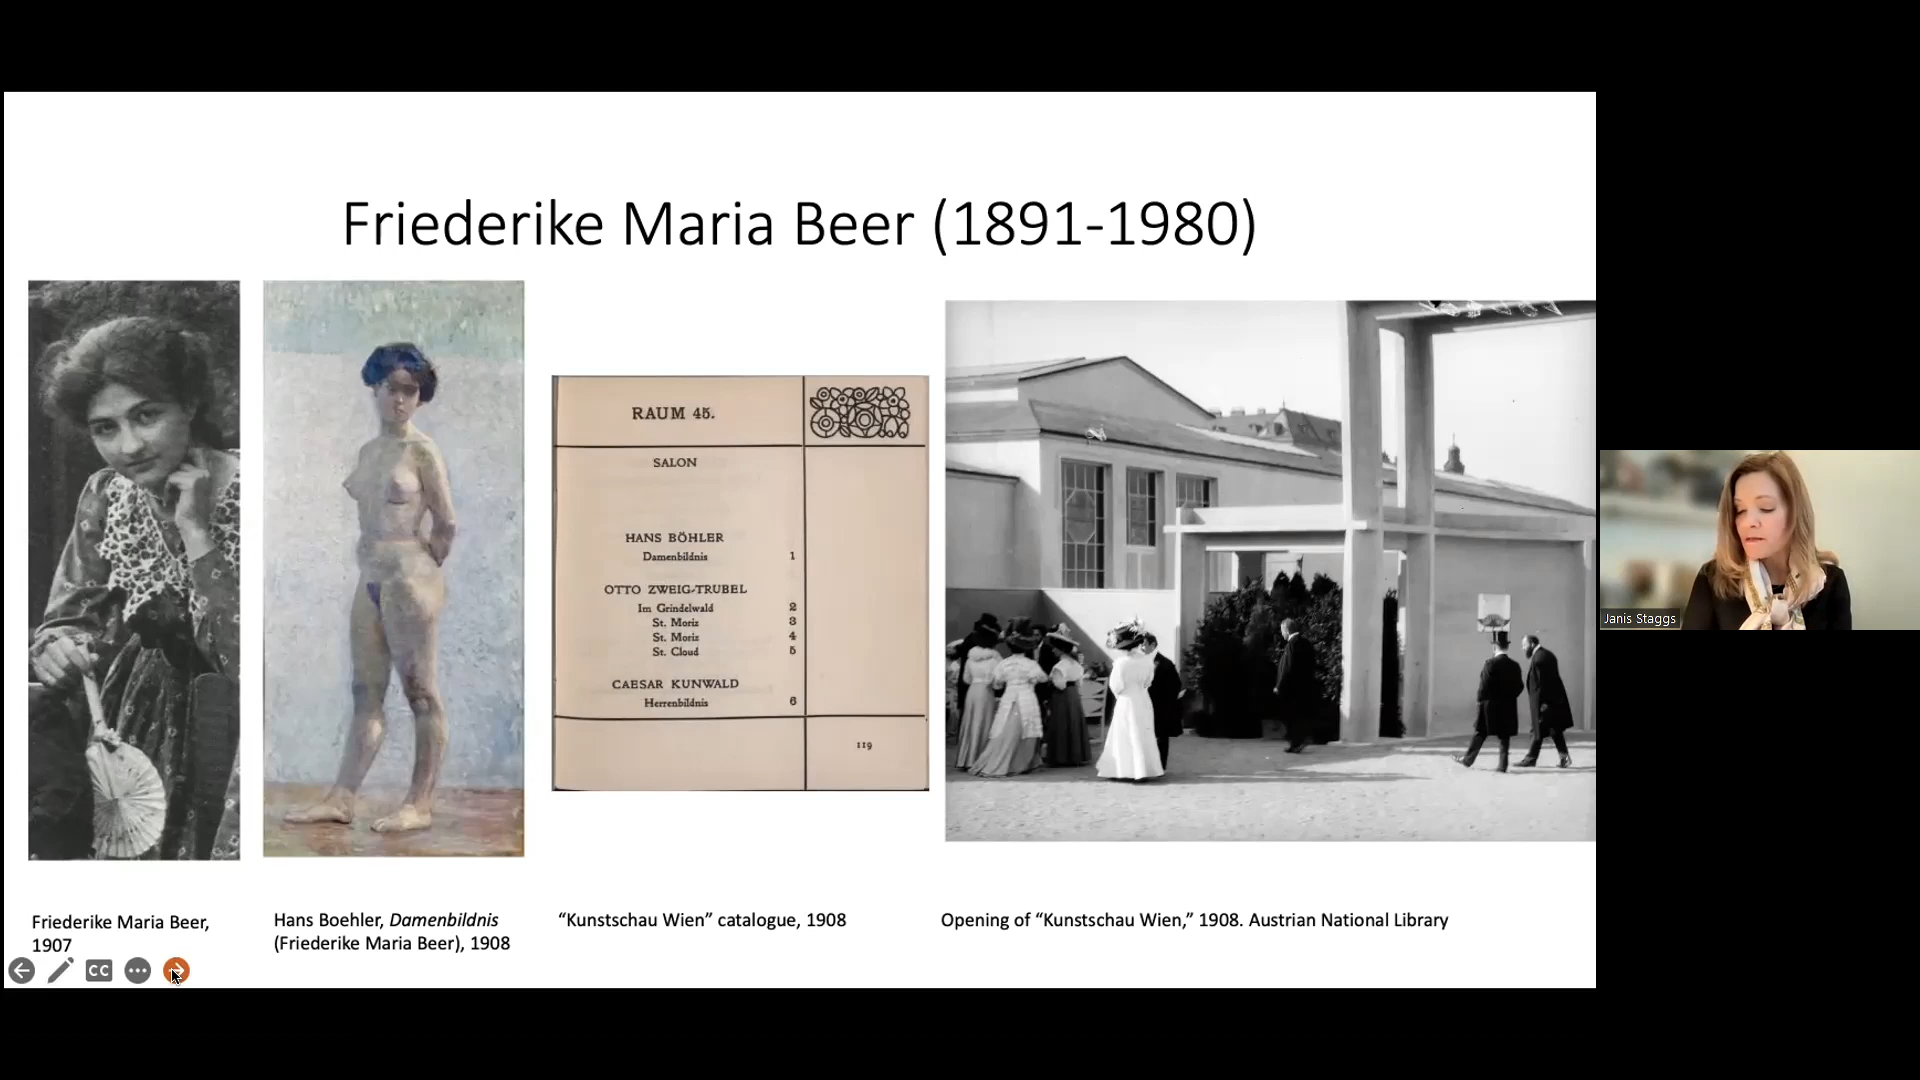 Friederike Maria Beer (1891-1980)
RAUM 45.
SALON
HANS BÖHLER
Damenbildnis 1
OTTO ZWEIG-TRUBEL
Im Grindelwald 2
St. Moriz 3
St. Moriz 4
St. Cloud 5
CAESAR KUNWALD
Herrenbildnis 6
119
Friederike Maria Beer,
1907
Hans Boehler, Damenbildnis
(Friederike Maria Beer), 1908
“Kunstschau Wien” catalogue, 1908
Opening of “Kunstschau Wien,” 1908. Austrian National Library
CC
Janis Staggs